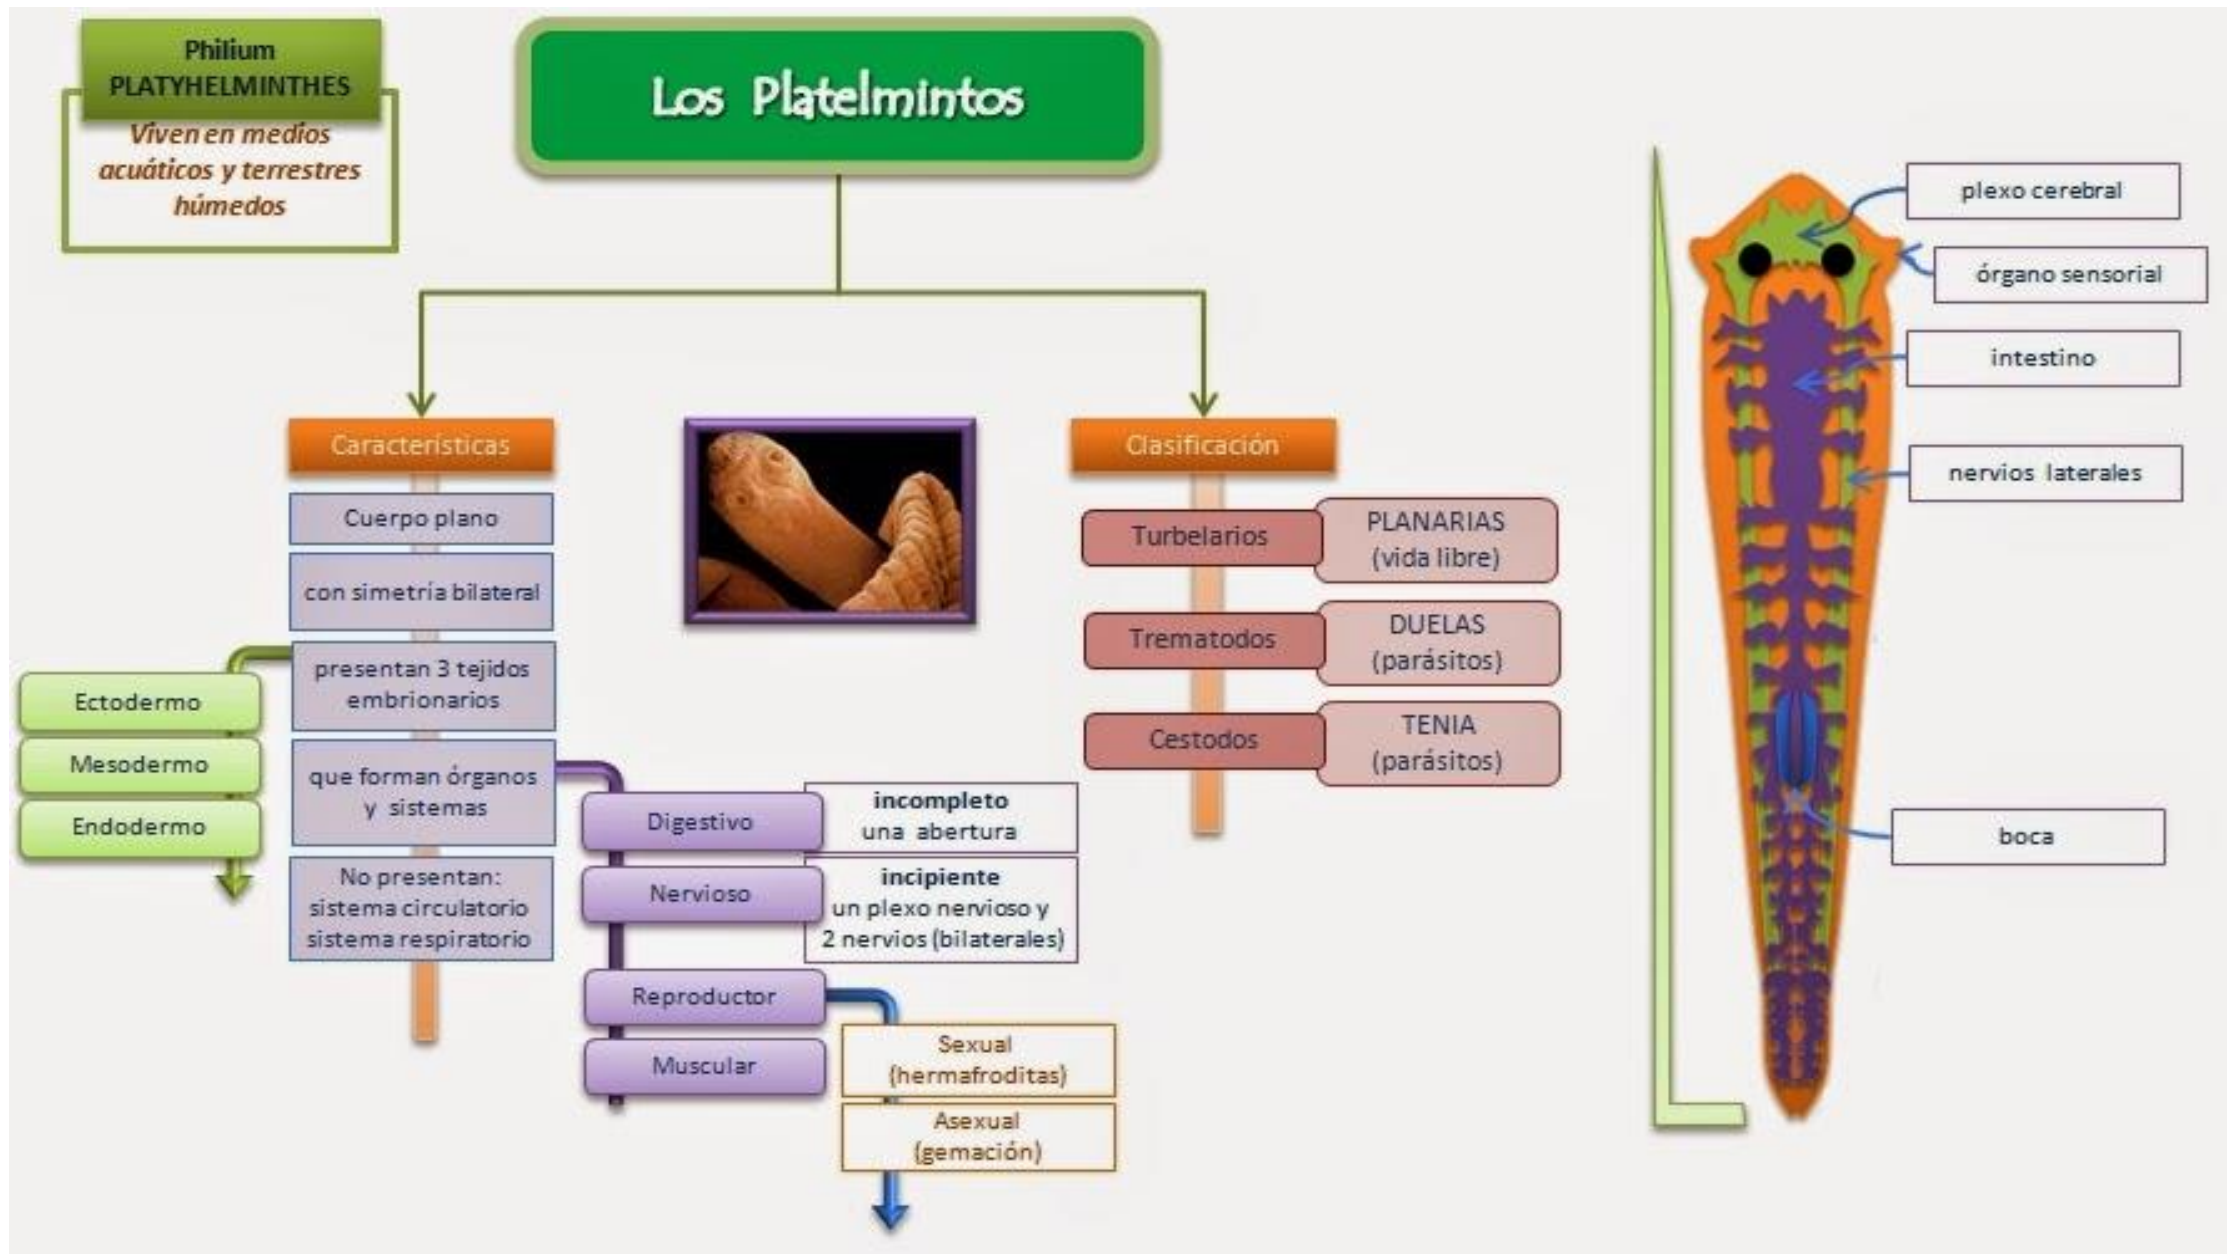 Philium
PLATYHELMINTHES
Viven en medios
acuáticos y terrestres
húmedos
Los Platelmintos
Características
Cuerpo plano
con simetría bilateral
presentan 3 tejidos
embrionarios
Ectodermo
Mesodermo
Endodermo
que forman órganos
y sistemas
No presentan:
sistema circulatorio
sistema respiratorio
Digestivo
incompleto
una abertura
Nervioso
incipiente
un plexo nervioso y
2 nervios (bilaterales)
Reproductor
Muscular
Sexual
(hermafroditas)
Asexual
(gemación)
Clasificación
Turbelarios
PLANARIAS
(vida libre)
Trematodos
DUELAS
(parásitos)
Cestodos
TENIA
(parásitos)
plexo cerebral
órgano sensorial
intestino
nervios laterales
boca